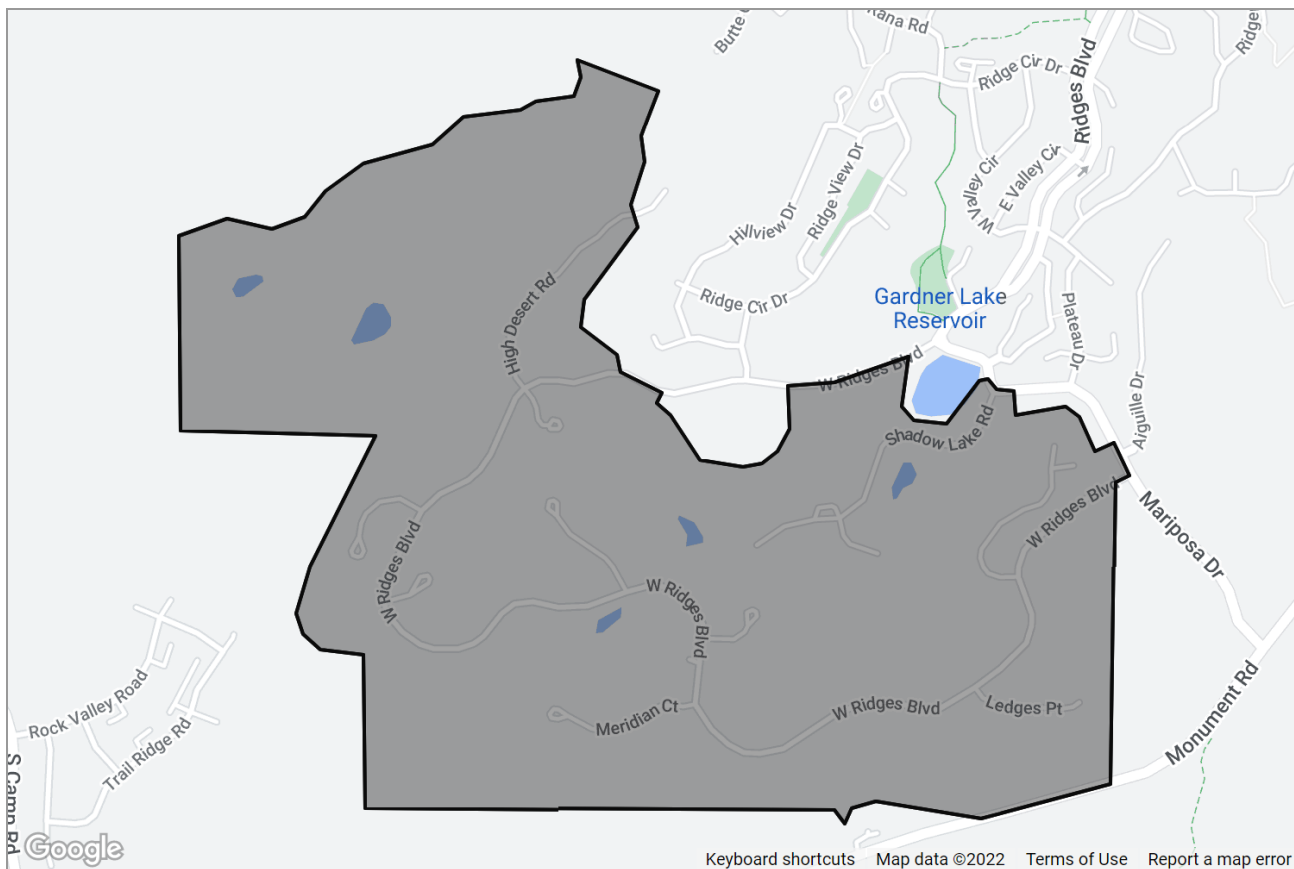 Butte
Kana Rd
Ridge Cir Dr
Ridges Blvd
Ridge
Ridge View Dr
W Valley Cir
E Valley Cir
Hillview Dr
Ridge Cir Dr
Gardner Lake
Reservoir
Plateau Dr
High Desert Rd
W Ridges Blvd
Aiguille Dr
Shadow Lake Rd
W Ridges Blvd
Mariposa Dr
W Ridges Blvd
W Ridges Blvd
Rock Valley Road
Trail Ridge Rd
S Camp Rd
Meridian Ct
W Ridges Blvd
Ledges Pt
Monument Rd
Google
Keyboard shortcuts Map data ©2022 Terms of Use Report a map error